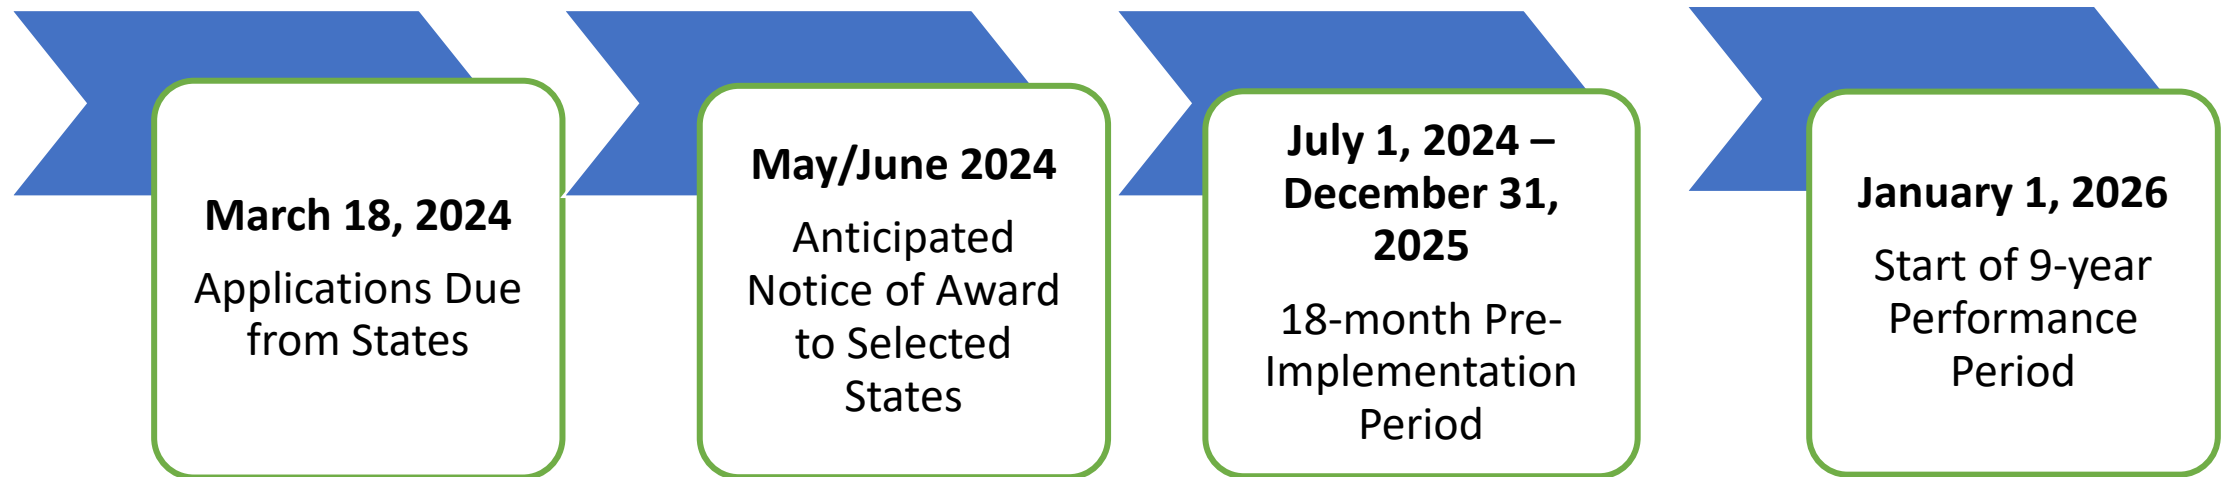 March 18, 2024
Applications Due
from States
May/June 2024
Anticipated
Notice of Award
to Selected
States
July 1, 2024 –
December 31,
2025
18-month Pre-
Implementation
Period
January 1, 2026
Start of 9-year
Performance
Period